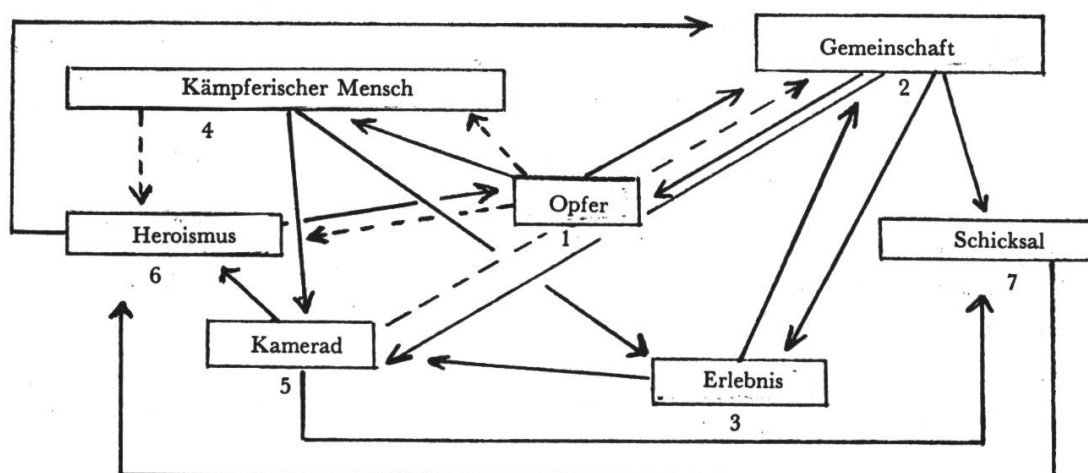 Gemeinschaft
2
Kämpferischer Mensch
4
Opfer
1
Heroismus
6
Schicksal
7
Kamerad
5
Erlebnis
3